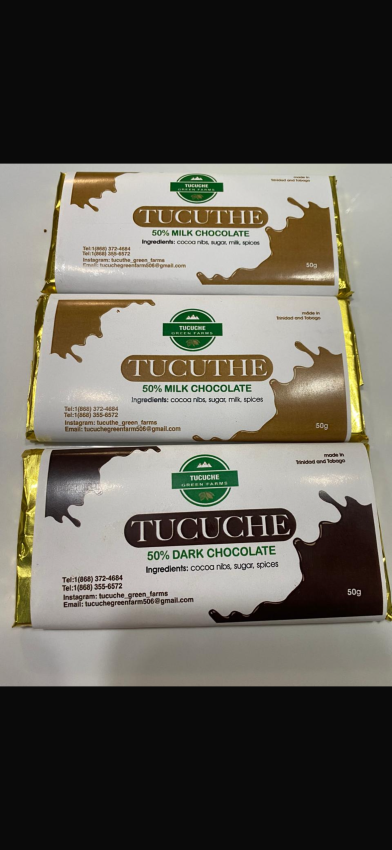 TUCUCHE
GREEN FARMS
made in
Trinidad and Tobago
TUCUTHE
50% MILK CHOCOLATE
Ingredients: cocoa nibs, sugar, milk, spices
Tel:1(868) 372-4684
Tel:1(868) 355-6572
Instagram: tucuthe_green_farms
Email: tucuchegreenfarm506@gmail.com
50g
TUCUCHE
GREEN FARMS
made in
Trinidad and Tobago
TUCUTHE
50% MILK CHOCOLATE
Ingredients: cocoa nibs, sugar, milk, spices
Tel:1(868) 372-4684
Tel:1(868) 355-6572
Instagram: tucuthe_green_farms
Email: tucuchegreenfarm506@gmail.com
50g
TUCUCHE
GREEN FARMS
made in
Trinidad and Tobago
TUCUCHE
50% DARK CHOCOLATE
Ingredients: cocoa nibs, sugar, spices
Tel:1(868) 372-4684
Tel:1(868) 355-6572
Instagram: tucuche_green_farms
Email: tucuchegreenfarm506@gmail.com
50g